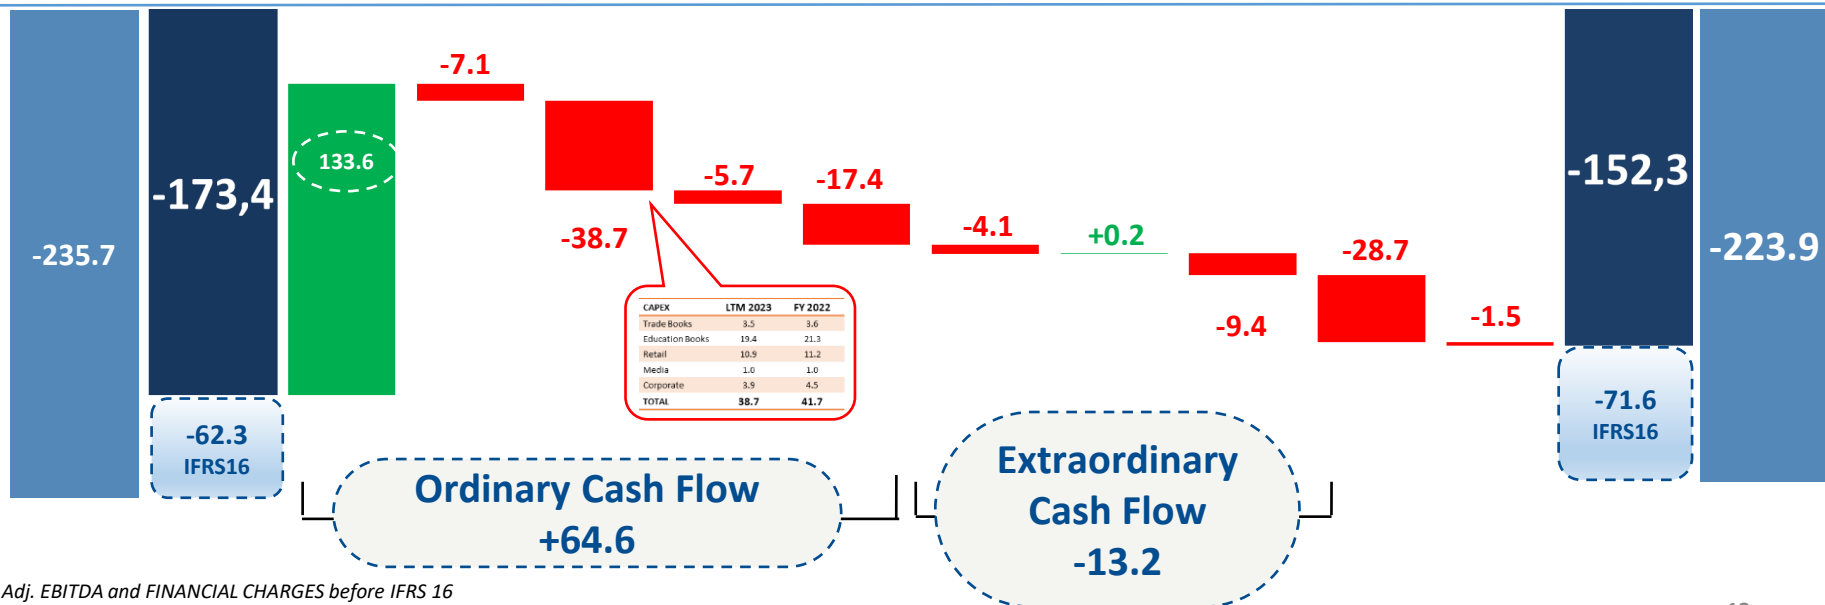 -7.1
133.6
-5.7
-17.4
-173,4
-152,3
-235.7
-38.7
-4.1
+0.2
-28.7
-223.9
-9.4
-1.5
CAPEX LTM 2023 FY 2022
Trade Books 3.5 3.6
Education Books 19.4 21.3
Retail 10.9 11.2
Media 1.0 1.0
Corporate 3.9 4.5
TOTAL 38.7 41.7
-62.3
IFRS16
-71.6
IFRS16
Ordinary Cash Flow
+64.6
Extraordinary
Cash Flow
-13.2
Adj. EBITDA and FINANCIAL CHARGES before IFRS 16